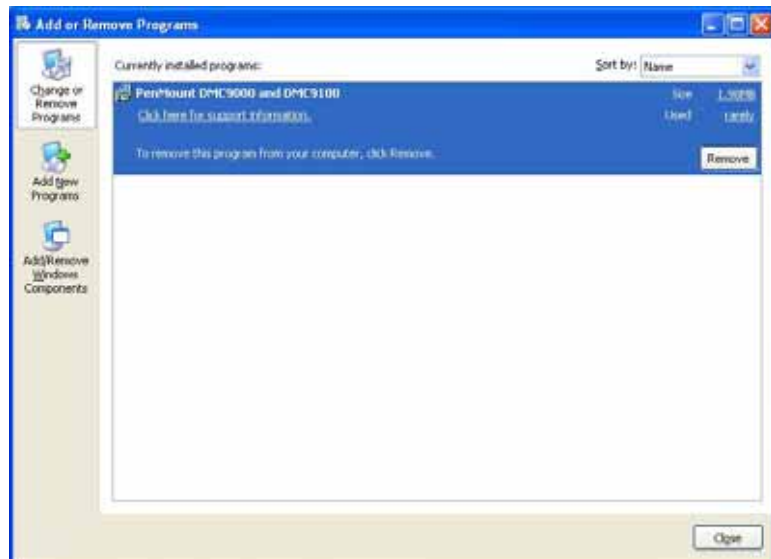 Add or Remove Programs
Change or
Remove
Programs
Currently installed programs:
Sort by: Name
PenMount DMC9000 and DMC9100
Size
Click here for support information.
Used rarely
To remove this program from your computer, click Remove.
Remove
Add New
Programs
Add/Remove
Windows
Components
Close